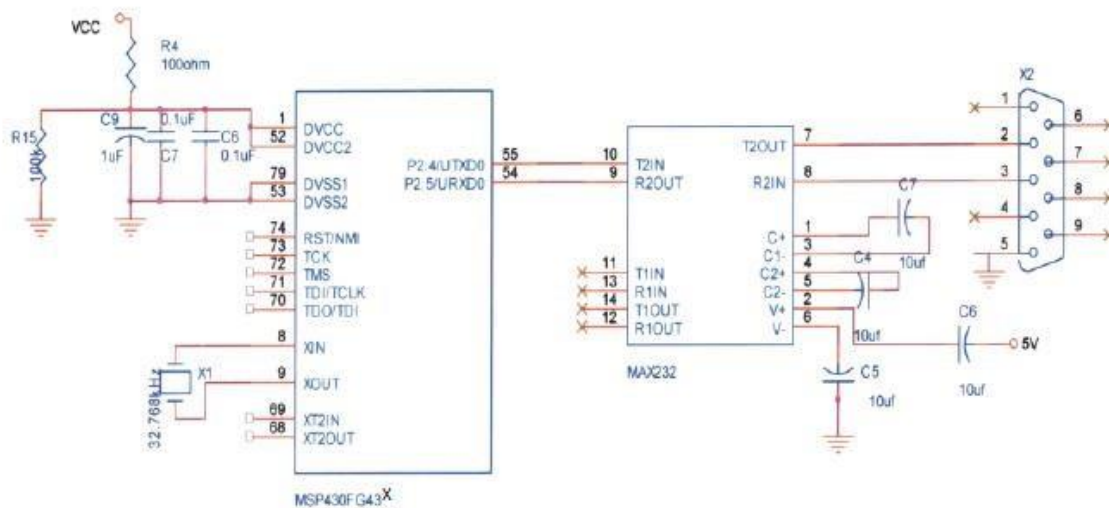 VCC
R4
100ohm
R15
100k
C9
1uF
0.1uF
C7
C6
0.1uF
1
52
79
53
74
73
72
71
70
8
9
69
68
DVCC
DVCC2
DVSS1
DVSS2
RST/NMI
TCK
TMS
TDI/TCLK
TDO/TDI
XIN
XOUT
XT2IN
XT2OUT
P2.4/UTXD0
P2.5/URXD0
55
54
X1
32.768kHz
MSP430FG43X
10
9
11
13
14
12
T2IN
R2OUT
T1IN
R1IN
T1OUT
R1OUT
T2OUT
R2IN
C+
C1-
C2+
C2-
V+
V-
7
8
1
3
4
5
2
6
MAX232
C7
10uf
C4
10uf
C5
10uf
C6
10uf
5V
X2
1
2
3
4
5
6
7
8
9